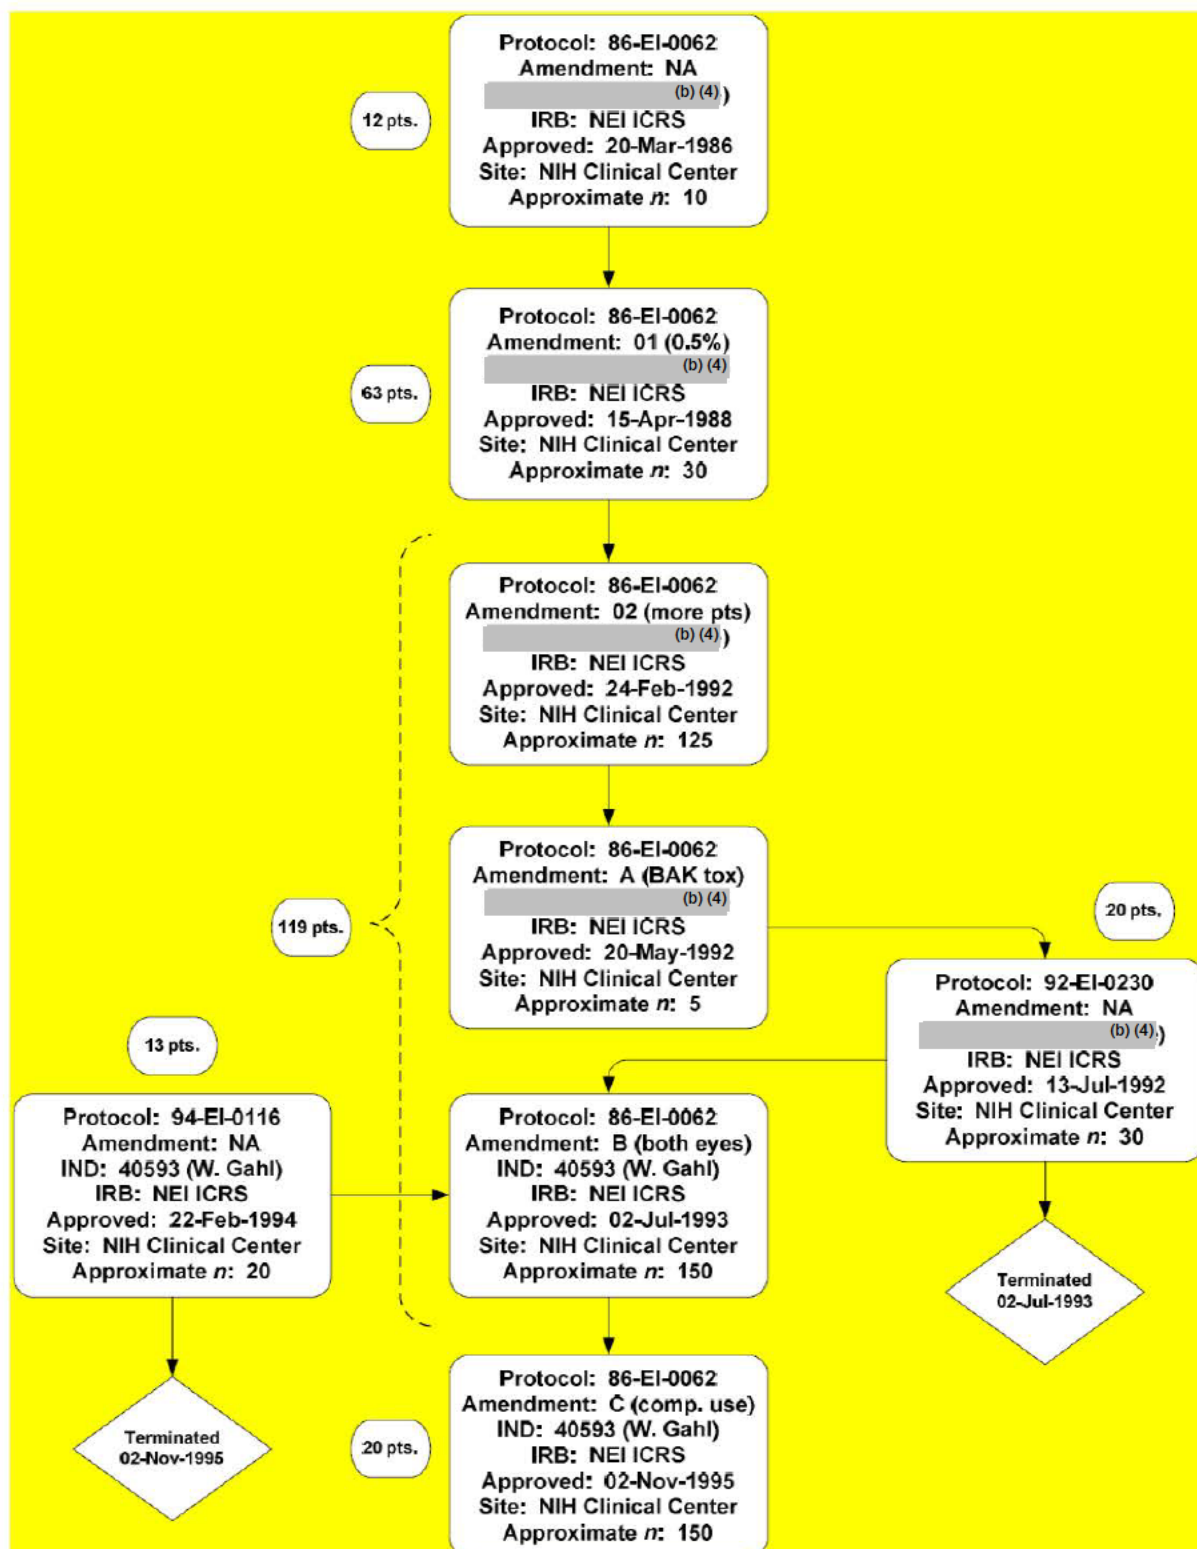 Protocol: 86-EI-0062
Amendment: NA
(b) (4)
)
IRB: NEI ICRS
Approved: 20-Mar-1986
Site: NIH Clinical Center
Approximate n: 10
12 pts.
Protocol: 86-EI-0062
Amendment: 01 (0.5%)
(b) (4)
IRB: NEI ICRS
Approved: 15-Apr-1988
Site: NIH Clinical Center
Approximate n: 30
63 pts.
Protocol: 86-EI-0062
Amendment: 02 (more pts)
(b) (4)
)
IRB: NEI ICRS
Approved: 24-Feb-1992
Site: NIH Clinical Center
Approximate n: 125
Protocol: 86-EI-0062
Amendment: A (BAK tox)
(b) (4)
IRB: NEI ICRS
Approved: 20-May-1992
Site: NIH Clinical Center
Approximate n: 5
119 pts.
20 pts.
Protocol: 92-EI-0230
Amendment: NA
(b) (4)
)
IRB: NEI ICRS
Approved: 13-Jul-1992
Site: NIH Clinical Center
Approximate n: 30
13 pts.
Protocol: 94-EI-0116
Amendment: NA
IND: 40593 (W. Gahl)
IRB: NEI ICRS
Approved: 22-Feb-1994
Site: NIH Clinical Center
Approximate n: 20
Protocol: 86-EI-0062
Amendment: B (both eyes)
IND: 40593 (W. Gahl)
IRB: NEI ICRS
Approved: 02-Jul-1993
Site: NIH Clinical Center
Approximate n: 150
Terminated
02-Jul-1993
Terminated
02-Nov-1995
20 pts.
Protocol: 86-EI-0062
Amendment: C (comp. use)
IND: 40593 (W. Gahl)
IRB: NEI ICRS
Approved: 02-Nov-1995
Site: NIH Clinical Center
Approximate n: 150